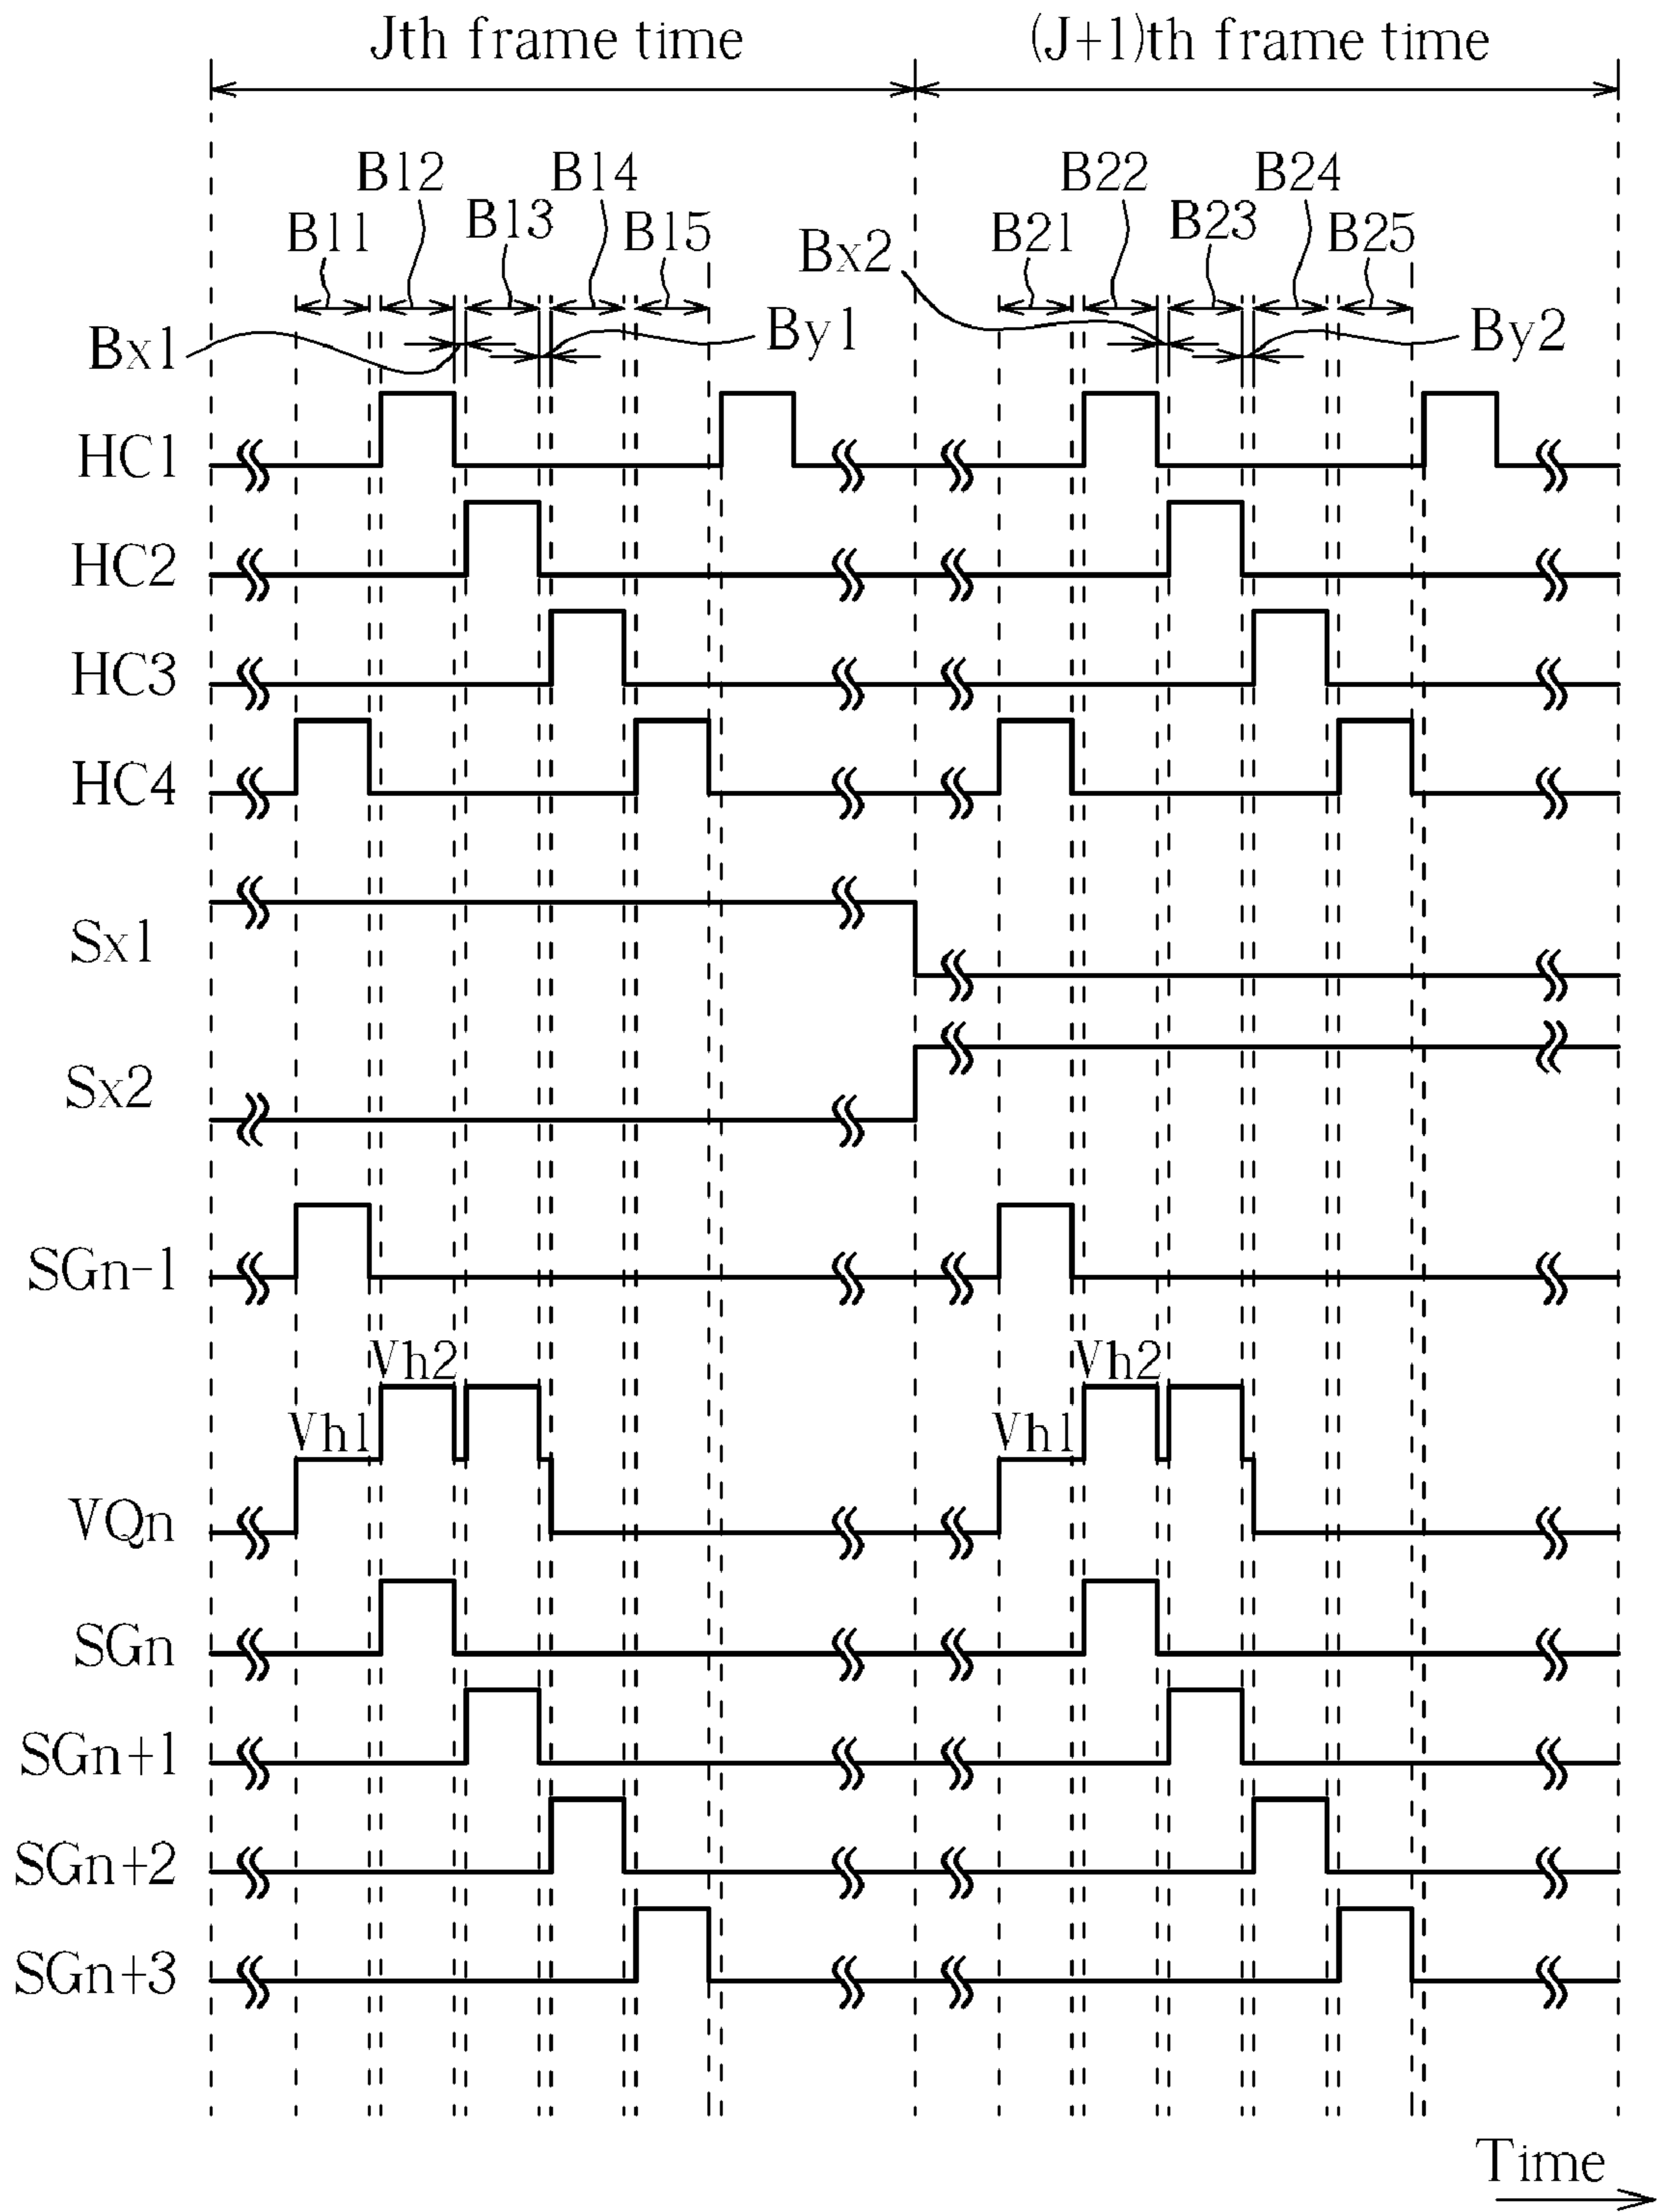 Jth frame time
(J+1)th frame time
B12
B14
B22
B24
B11
B13
B15
B21
B23
B25
Bx2
Bx1
By1
By2
HC1
HC2
HC3
HC4
Sx1
Sx2
SGn-1
Vh2
Vh2
Vh1
Vh1
VQn
SGn
SGn+1
SGn+2
SGn+3
Time